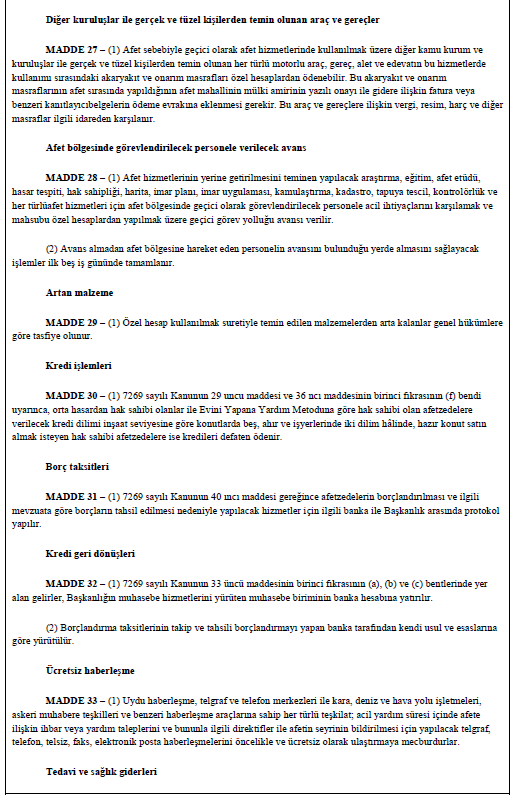 Diğer kuruluşlar ile gerçek ve tüzel kişilerden temin olunan araç ve gereçler
MADDE 27 – (1) Afet sebebiyle geçici olarak afet hizmetlerinde kullanılmak üzere diğer kamu kurum ve
kuruluşlar ile gerçek ve tüzel kişilerden temin olunan her türlü motorlu araç, gereç, alet ve edevatın bu hizmetlerde
kullanımı sırasındaki akaryakıt ve onarım masrafları özel hesaplardan ödenebilir. Bu akaryakıt ve onarım
masraflarının afet sırasında yapıldığının afet mahallinin mülki amirinin yazılı onayı ile gidere ilişkin fatura veya
benzeri kanıtlayıcıbelgelerin ödeme evrakına eklenmesi gerekir. Bu araç ve gereçlere ilişkin vergi, resim, harç ve diğer
masraflar ilgili idareden karşılanır.
Afet bölgesinde görevlendirilecek personele verilecek avans
MADDE 28 – (1) Afet hizmetlerinin yerine getirilmesini teminen yapılacak araştırma, eğitim, afet etüdü,
hasar tespiti, hak sahipliği, harita, imar planı, imar uygulaması, kamulaştırma, kadastro, tapuya tescil, kontrolörlük ve
her türlüafet hizmetleri için afet bölgesinde geçici olarak görevlendirilecek personele acil ihtiyaçlarını karşılamak ve
mahsubu özel hesaplardan yapılmak üzere geçici görev yolluğu avansı verilir.
(2) Avans almadan afet bölgesine hareket eden personelin avansını bulunduğu yerde almasını sağlayacak
işlemler ilk beş iş gününde tamamlanır.
Artan malzeme
MADDE 29 – (1) Özel hesap kullanılmak suretiyle temin edilen malzemelerden arta kalanlar genel hükümlere
göre tasfiye olunur.
Kredi işlemleri
MADDE 30 – (1) 7269 sayılı Kanunun 29 uncu maddesi ve 36 ncı maddesinin birinci fıkrasının (f) bendi
uyarınca, orta hasardan hak sahibi olanlar ile Evini Yapana Yardım Metoduna göre hak sahibi olan afetzedelere
verilecek kredi dilimi inşaat seviyesine göre konutlarda beş, ahır ve işyerlerinde iki dilim hâlinde, hazır konut satın
almak isteyen hak sahibi afetzedelere ise kredileri defaten ödenir.
Borç taksitleri
MADDE 31 – (1) 7269 sayılı Kanunun 40 ıncı maddesi gereğince afetzedelerin borçlandırılması ve ilgili
mevzuata göre borçların tahsil edilmesi nedeniyle yapılacak hizmetler için ilgili banka ile Başkanlık arasında protokol
yapılır.
Kredi geri dönüşleri
MADDE 32 – (1) 7269 sayılı Kanunun 33 üncü maddesinin birinci fıkrasının (a), (b) ve (c) bentlerinde yer
alan gelirler, Başkanlığın muhasebe hizmetlerini yürüten muhasebe biriminin banka hesabına yatırılır.
(2) Borçlandırma taksitlerinin takip ve tahsili borçlandırmayı yapan banka tarafından kendi usul ve esaslarına
göre yürütülür.
Ücretsiz haberleşme
MADDE 33 – (1) Uydu haberleşme, telgraf ve telefon merkezleri ile kara, deniz ve hava yolu işletmeleri,
askeri muhabere teşkilleri ve benzeri haberleşme araçlarına sahip her türlü teşkilat; acil yardım süresi içinde afete
ilişkin ihbar veya yardım taleplerini ve bununla ilgili direktifler ile afetin seyrinin bildirilmesi için yapılacak telgraf,
telefon, telsiz, faks, elektronik posta haberleşmelerini öncelikle ve ücretsiz olarak ulaştırmaya mecburdurlar.
Tedavi ve sağlık giderleri